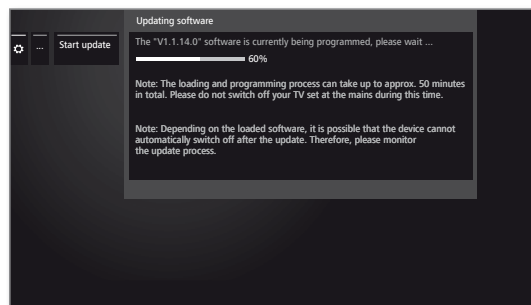 Updating software
... Start update
The "V1.1.14.0" software is currently being programmed, please wait ...
60%
Note: The loading and programming process can take up to approx. 50 minutes
in total. Please do not switch off your TV set at the mains during this time.
Note: Depending on the loaded software, it is possible that the device cannot
automatically switch off after the update. Therefore, please monitor
the update process.